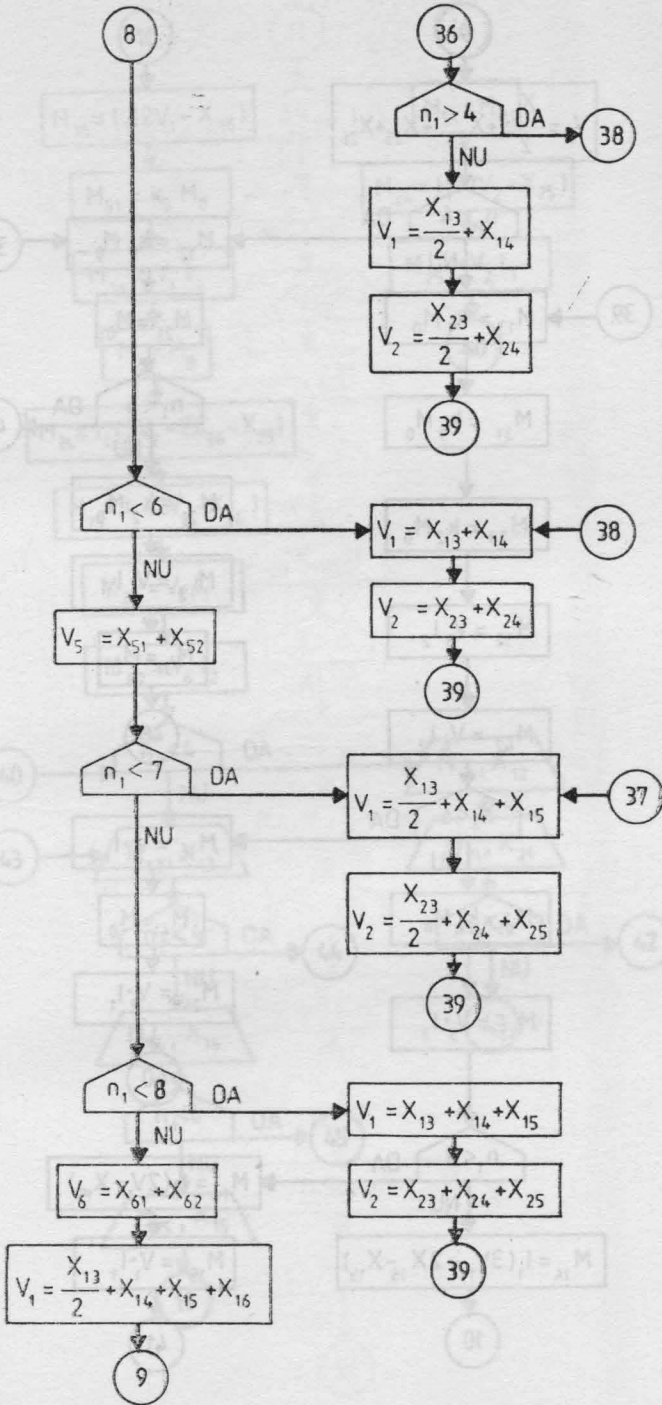 8
n₁ < 6
DA
NU
V₅ = X₅₁ + X₅₂
n₁ < 7
DA
NU
n₁ < 8
DA
NU
V₆ = X₆₁ + X₆₂
V₁ = X₁₃/2 + X₁₄ + X₁₅ + X₁₆
9
36
n₁ > 4
DA
38
NU
V₁ = X₁₃/2 + X₁₄
V₂ = X₂₃/2 + X₂₄
39
V₁ = X₁₃ + X₁₄
38
V₂ = X₂₃ + X₂₄
39
V₁ = X₁₃/2 + X₁₄ + X₁₅
37
V₂ = X₂₃/2 + X₂₄ + X₂₅
39
V₁ = X₁₃ + X₁₄ + X₁₅
V₂ = X₂₃ + X₂₄ + X₂₅
39